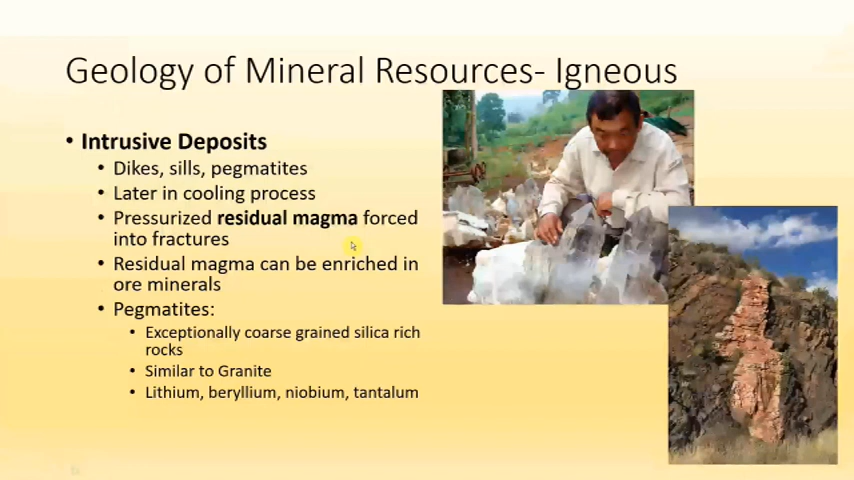 Geology of Mineral Resources- Igneous
• Intrusive Deposits
• Dikes, sills, pegmatites
• Later in cooling process
• Pressurized residual magma forced
into fractures
• Residual magma can be enriched in
ore minerals
• Pegmatites:
• Exceptionally coarse grained silica rich
rocks
• Similar to Granite
• Lithium, beryllium, niobium, tantalum